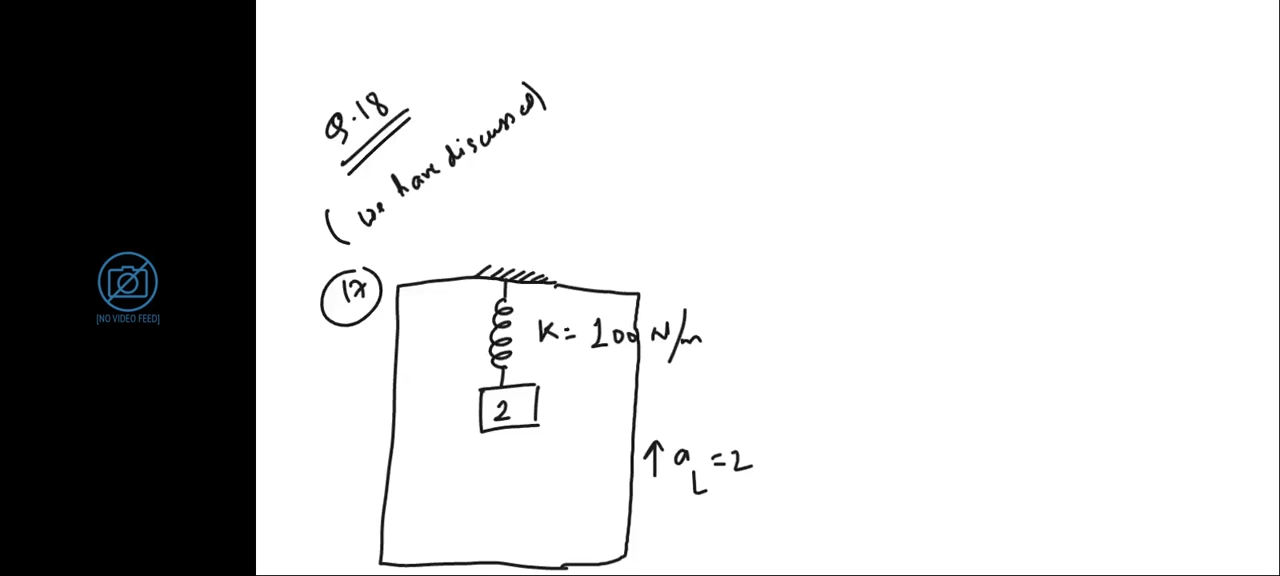 Q.18
(we have discussed)
[NO VIDEO FEED]
17
K= 100 N/m
2
↑ a_L = 2